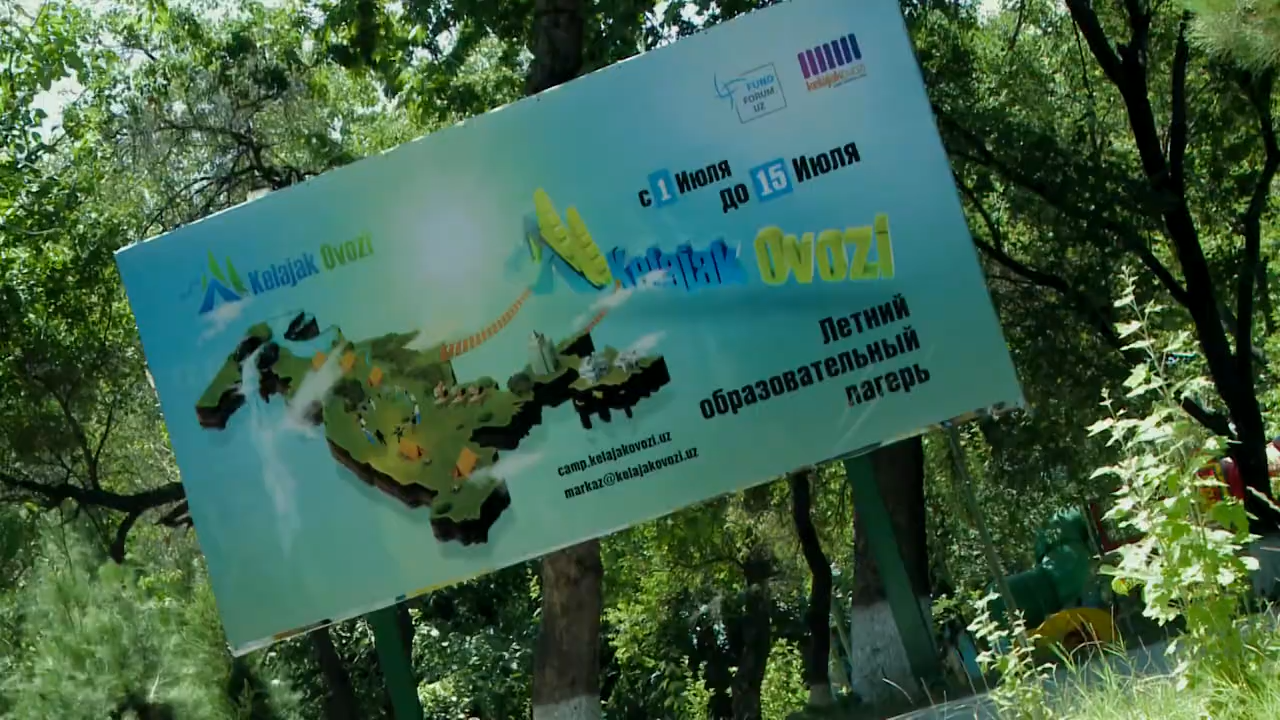 FUND
FORUM
UZ
kelajakovozi
с 1 Июля
до 15 Июля
Kelajak Ovozi
Kelajak Ovozi
Летний
образовательный
лагерь
camp.kelajakovozi.uz
markaz@kelajakovozi.uz